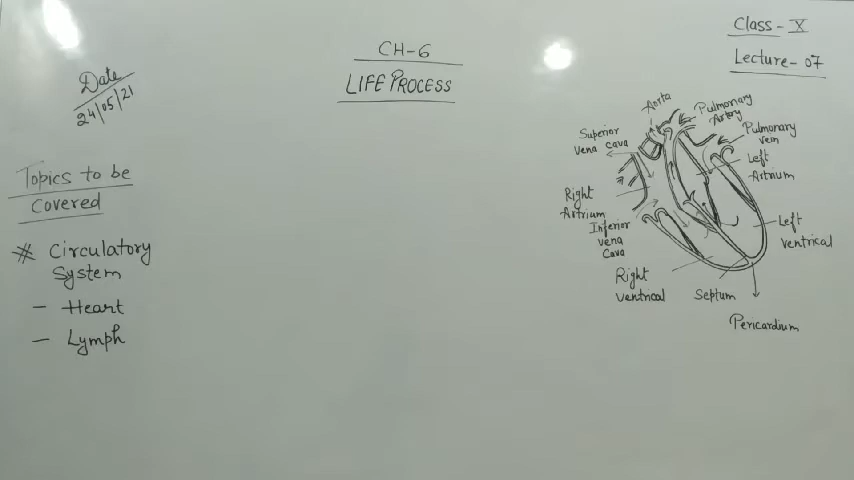 CH-6
LIFE PROCESS
Class - X
Lecture - 07
Date
24/05/21
Topics to be
Covered
# Circulatory
System
- Heart
- Lymph
Aorta
Pulmonary
Artery
Superior
vena cava
Pulmonary
vein
Left
Artrium
Right
Artrium
Inferior
vena
Cava
Left
ventrical
Right
ventrical
Septum
Pericardium